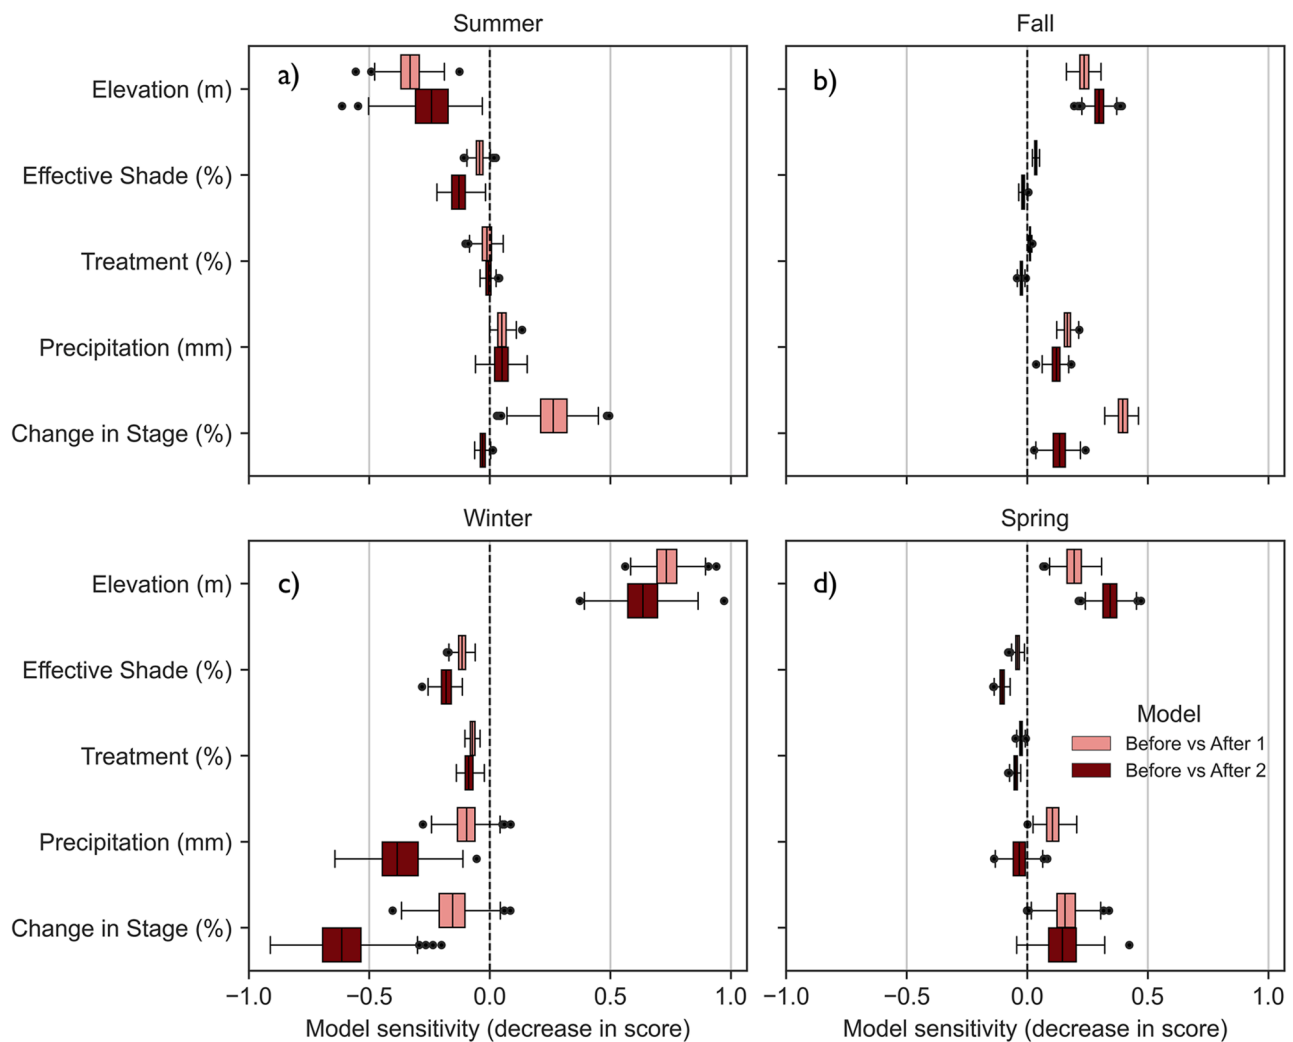 Summer
Fall
a)
b)
Elevation (m)
Effective Shade (%)
Treatment (%)
Precipitation (mm)
Change in Stage (%)
Winter
Spring
c)
d)
Elevation (m)
Effective Shade (%)
Treatment (%)
Precipitation (mm)
Change in Stage (%)
Model
Before vs After 1
Before vs After 2
−1.0 −0.5 0.0 0.5 1.0
−1.0 −0.5 0.0 0.5 1.0
Model sensitivity (decrease in score)
Model sensitivity (decrease in score)